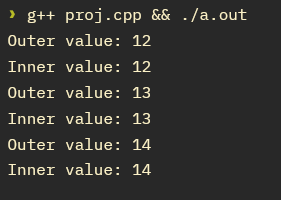 › g++ proj.cpp && ./a.out
Outer value: 12
Inner value: 12
Outer value: 13
Inner value: 13
Outer value: 14
Inner value: 14